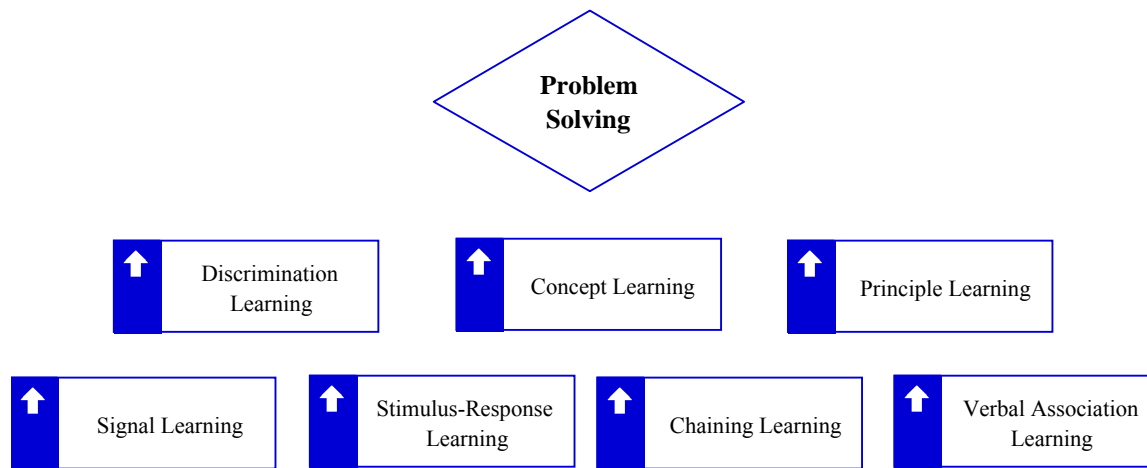 Problem
Solving
Discrimination
Learning
Concept Learning
Principle Learning
Signal Learning
Stimulus-Response
Learning
Chaining Learning
Verbal Association
Learning